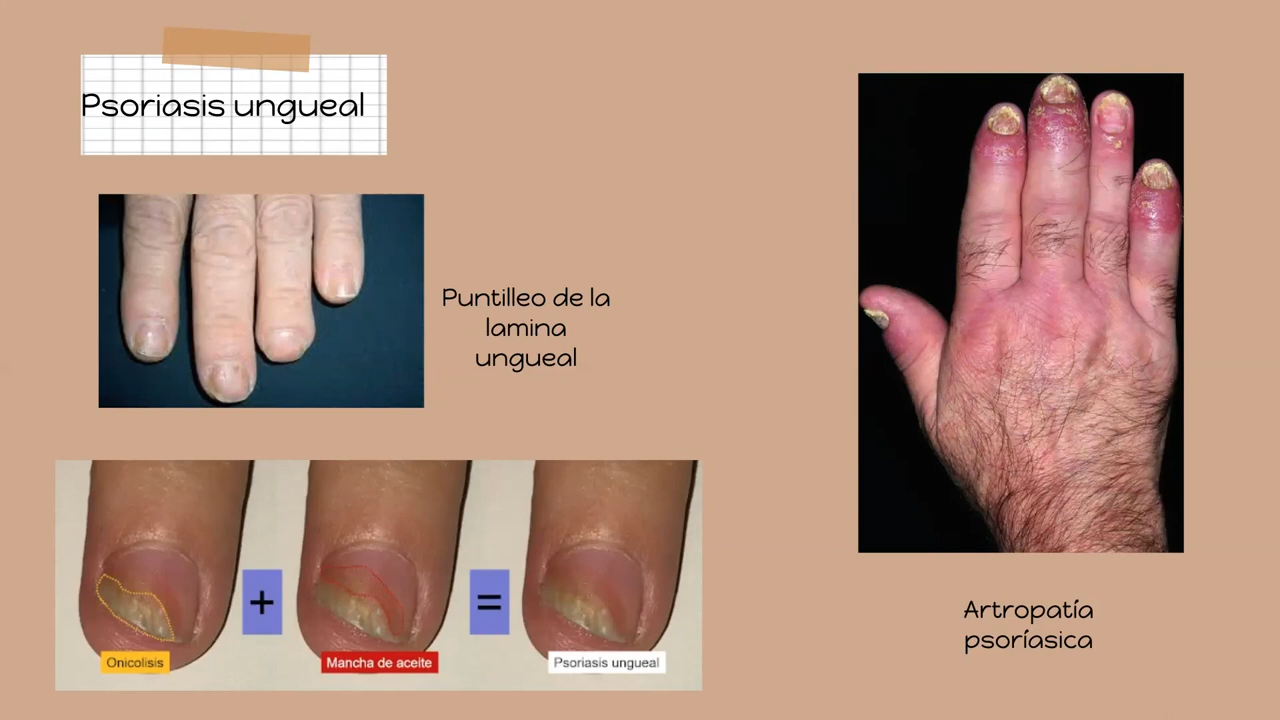 Psoriasis ungueal
Puntilleo de la
lamina
ungueal
+
=
Onicolisis
Mancha de aceite
Psoriasis ungueal
Artropatía
psoríasica